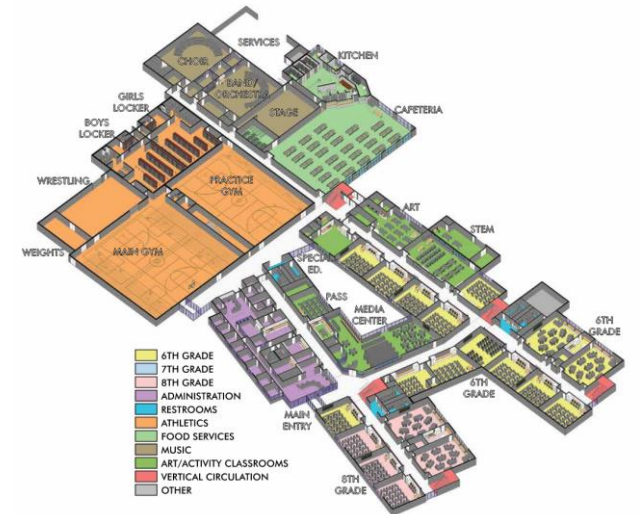 SERVICES
KITCHEN
CHOIR
BAND/
ORCHESTRA
GIRLS
LOCKER
STAGE
CAFETERIA
BOYS
LOCKER
WRESTLING
PRACTICE
GYM
ART
STEM
WEIGHTS
MAIN GYM
SPECIAL
ED.
PASS
MEDIA
CENTER
6TH
GRADE
6TH
GRADE
MAIN
ENTRY
8TH
GRADE
6TH GRADE
7TH GRADE
8TH GRADE
ADMINISTRATION
RESTROOMS
ATHLETICS
FOOD SERVICES
MUSIC
ART/ACTIVITY CLASSROOMS
VERTICAL CIRCULATION
OTHER